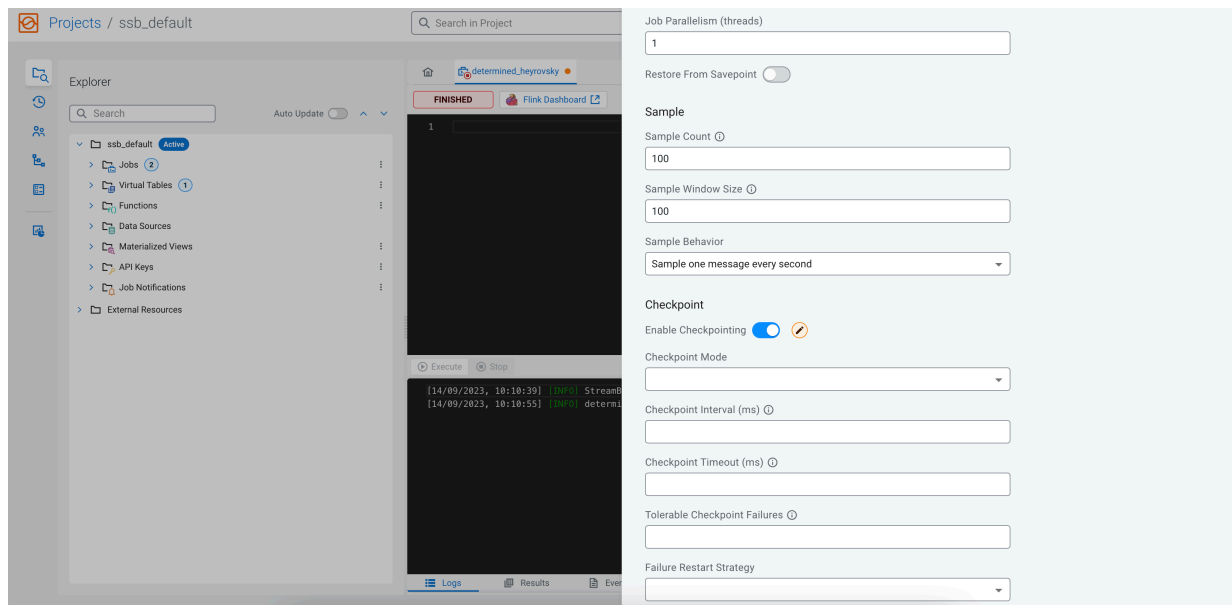 Projects / ssb_default
Search in Project
Explorer
Search
Auto Update
ssb_default Active
Jobs 2
Virtual Tables 1
Functions
Data Sources
Materialized Views
API Keys
Job Notifications
External Resources
determined_heyrovsky
FINISHED
Flink Dashboard
1
Execute
Stop
[14/09/2023, 10:10:39] [INFO] StreamB
[14/09/2023, 10:10:55] [INFO] determi
Logs
Results
Ever
Job Parallelism (threads)
1
Restore From Savepoint
Sample
Sample Count
100
Sample Window Size
100
Sample Behavior
Sample one message every second
Checkpoint
Enable Checkpointing
Checkpoint Mode
Checkpoint Interval (ms)
Checkpoint Timeout (ms)
Tolerable Checkpoint Failures
Failure Restart Strategy